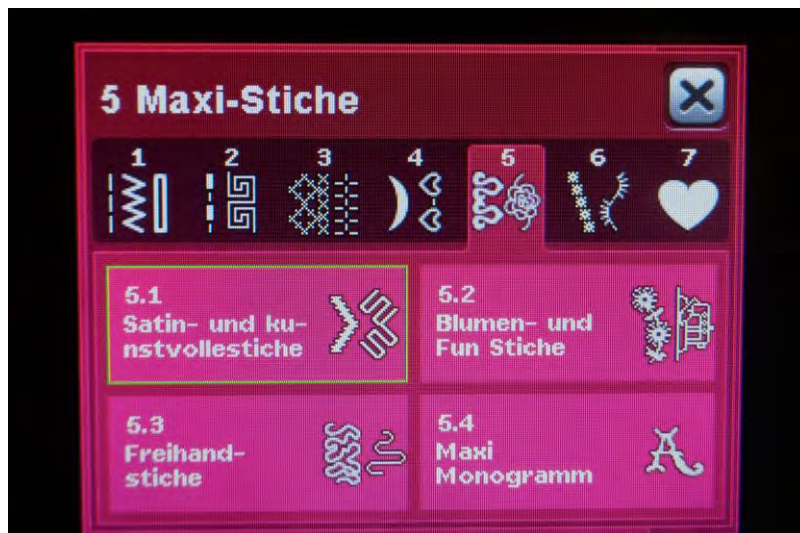 5 Maxi-Stiche
1 2 3 4 5 6 7
5.1
Satin- und ku-
nstvollestiche
5.2
Blumen- und
Fun Stiche
5.3
Freihand-
stiche
5.4
Maxi
Monogramm